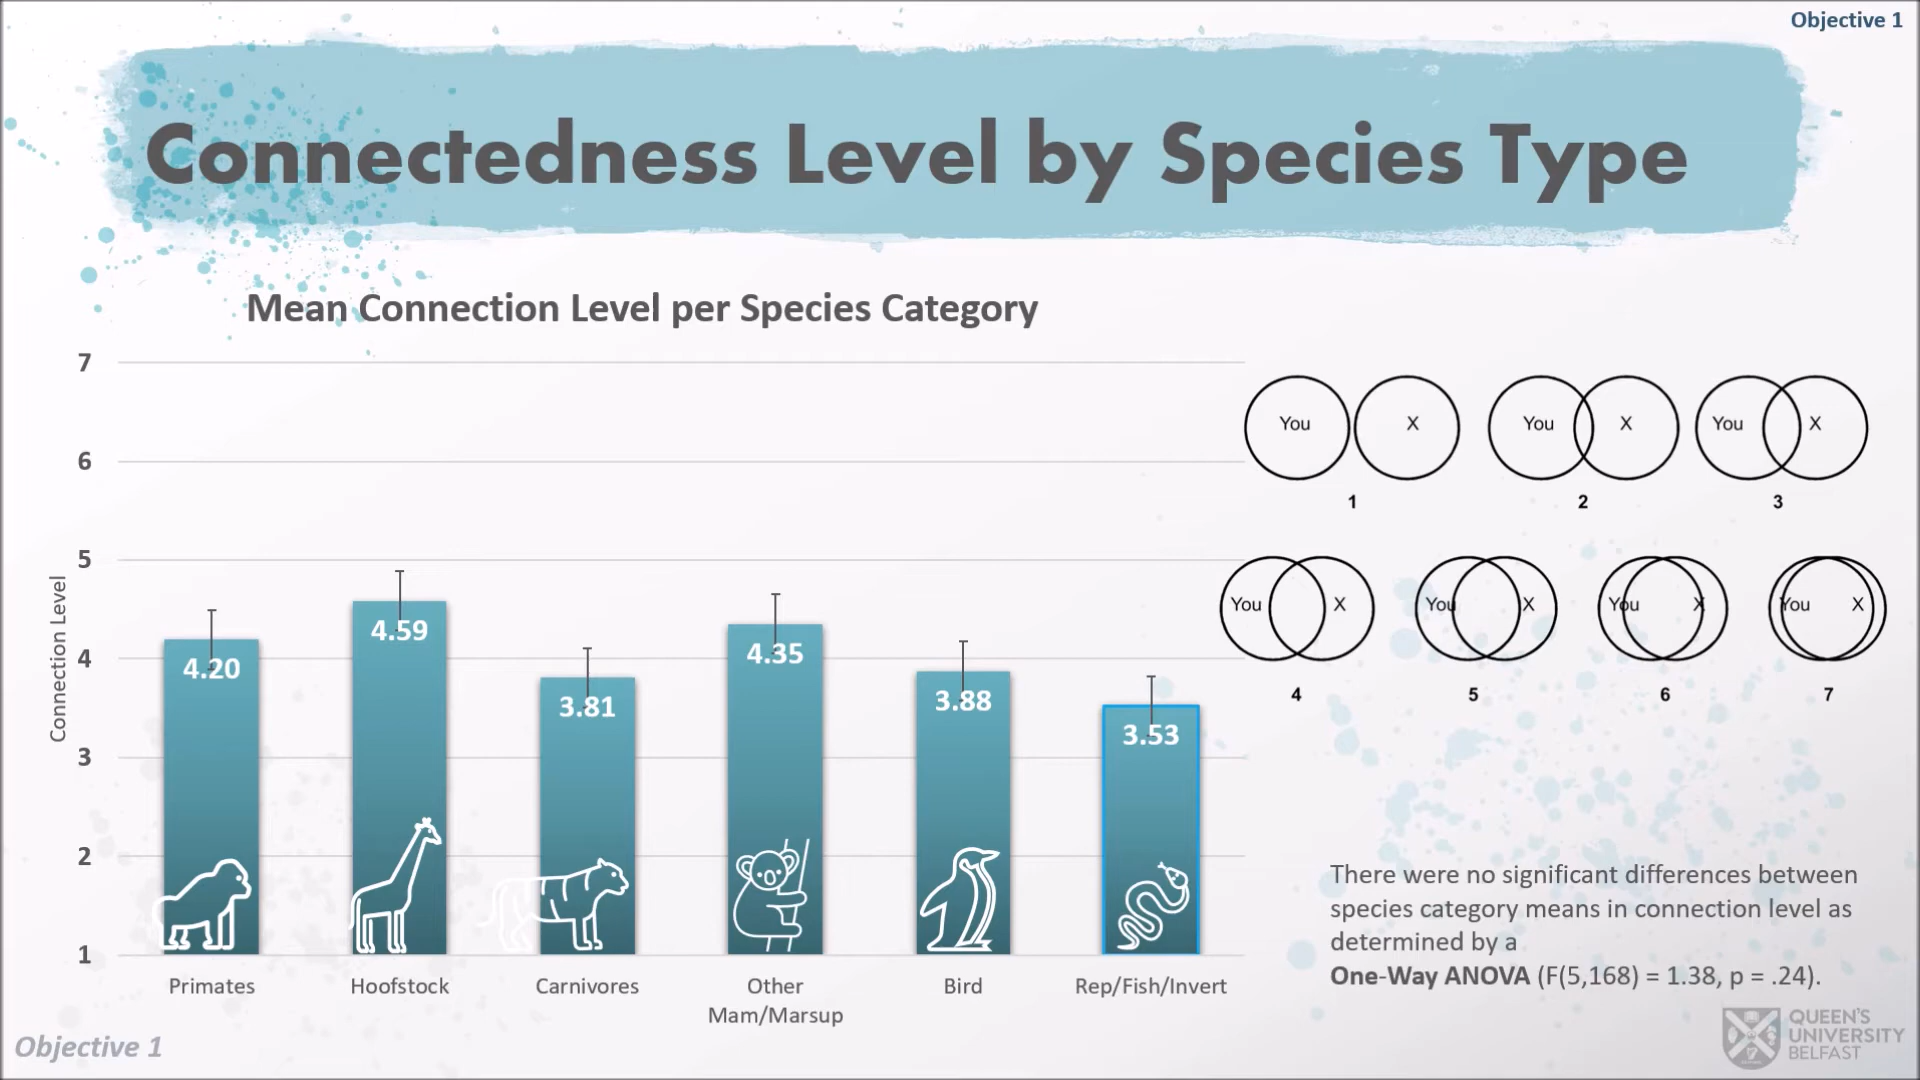 Objective 1
Connectedness Level by Species Type
Mean Connection Level per Species Category
7
6
5
4
3
2
1
Connection Level
4.20
4.59
3.81
4.35
3.88
3.53
Primates
Hoofstock
Carnivores
Other
Mam/Marsup
Bird
Rep/Fish/Invert
You X
1
You X
2
You X
3
You X
4
You X
5
You X
6
You X
7
There were no significant differences between
species category means in connection level as
determined by a
One-Way ANOVA (F(5,168) = 1.38, p = .24).
Objective 1
QUEEN'S
UNIVERSITY
BELFAST